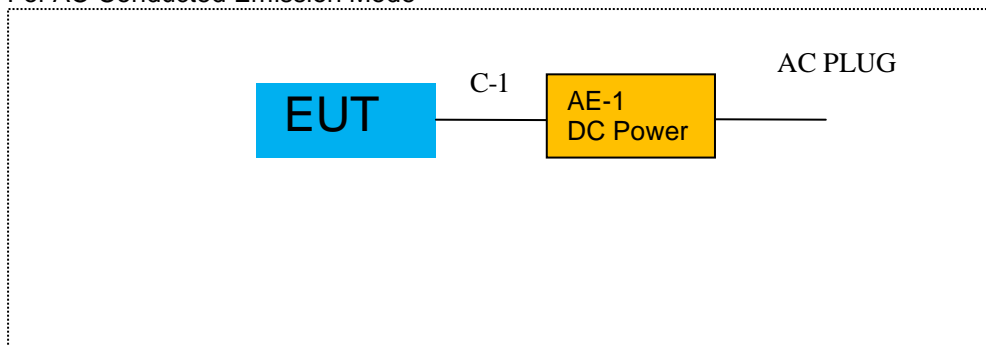 For AC Conducted Emission Mode
EUT
C-1
AE-1
DC Power
AC PLUG